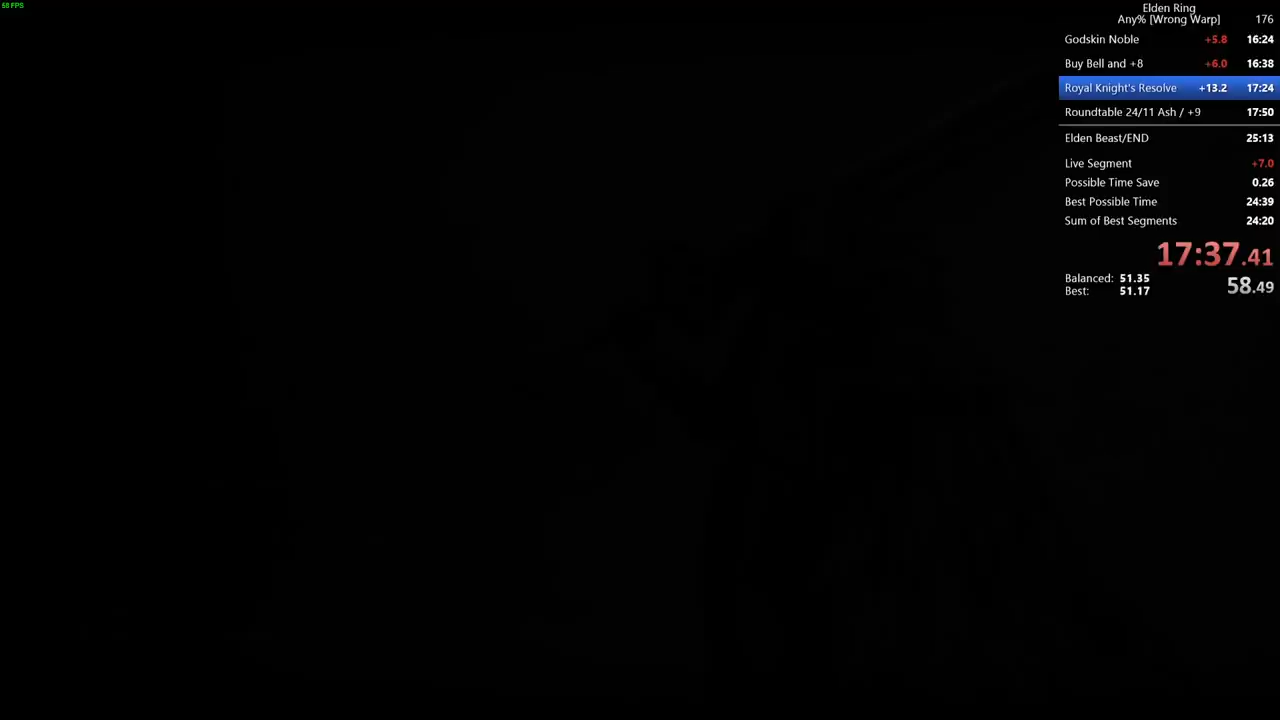 58 FPS
Elden Ring
Any% [Wrong Warp] 176
Godskin Noble +5.8 16:24
Buy Bell and +8 +6.0 16:38
Royal Knight's Resolve +13.2 17:24
Roundtable 24/11 Ash / +9 17:50
Elden Beast/END 25:13
Live Segment +7.0
Possible Time Save 0.26
Best Possible Time 24:39
Sum of Best Segments 24:20
17:37.41
Balanced: 51.35
Best: 51.17
58.49